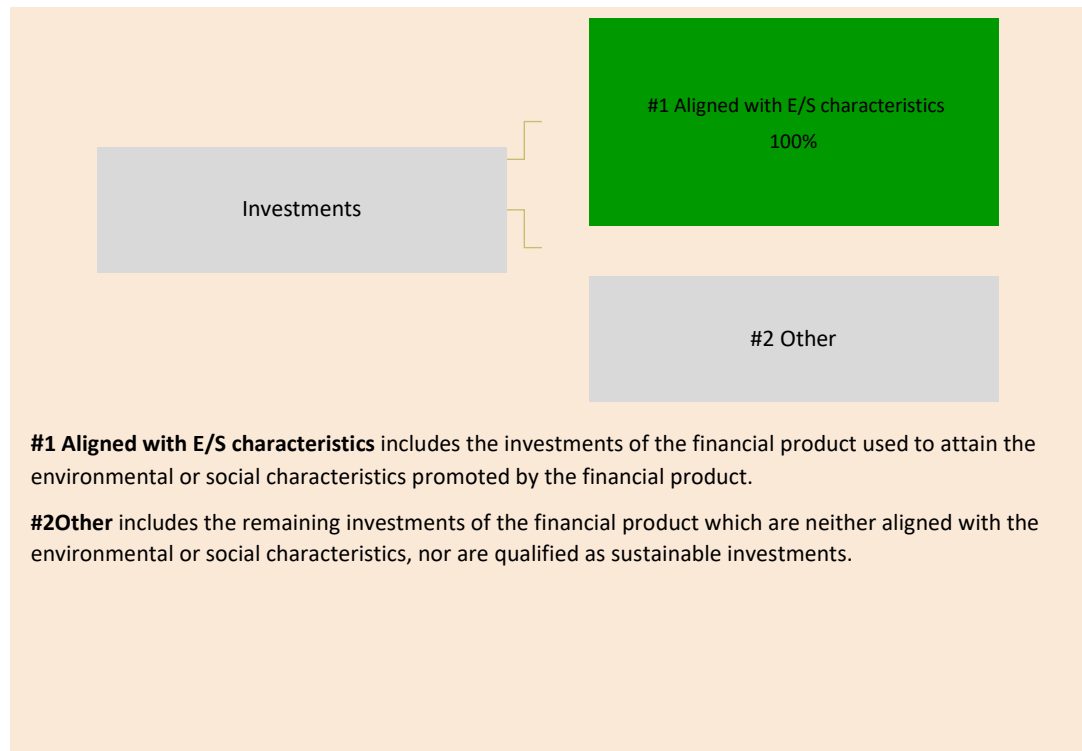 #1 Aligned with E/S characteristics
100%
Investments
#2 Other
#1 Aligned with E/S characteristics includes the investments of the financial product used to attain the
environmental or social characteristics promoted by the financial product.
#2Other includes the remaining investments of the financial product which are neither aligned with the
environmental or social characteristics, nor are qualified as sustainable investments.